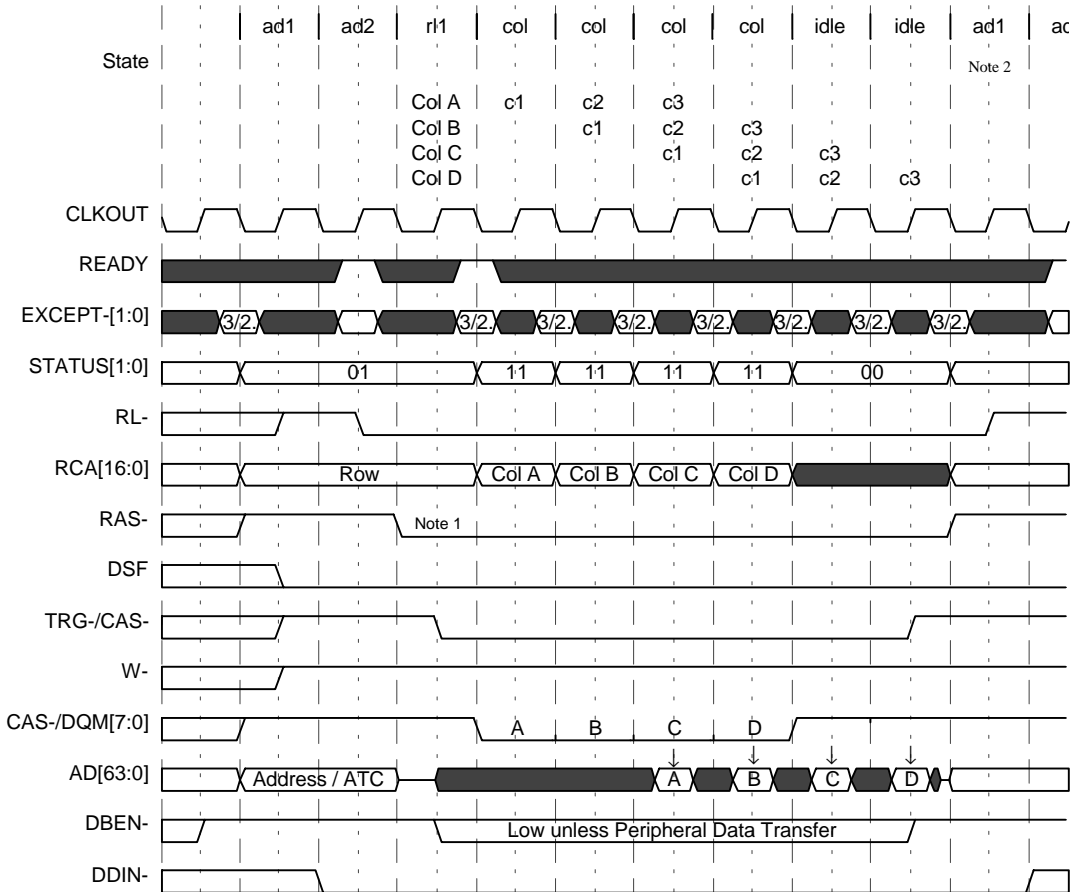 ad1 ad2 rl1 col col col col idle idle ad1 ad
State Note 2
Col A c1 c2 c3
Col B c1 c2 c3
Col C c1 c2 c3
Col D c1 c2 c3
CLKOUT
READY
EXCEPT-[1:0] 3/2. 3/2. 3/2. 3/2. 3/2. 3/2. 3/2. 3/2.
STATUS[1:0] 01 11 11 11 11 00
RL-
RCA[16:0] Row Col A Col B Col C Col D
RAS- Note 1
DSF
TRG-/CAS-
W-
CAS-/DQM[7:0] A B C D
AD[63:0] Address / ATC A B C D
DBEN- Low unless Peripheral Data Transfer
DDIN-